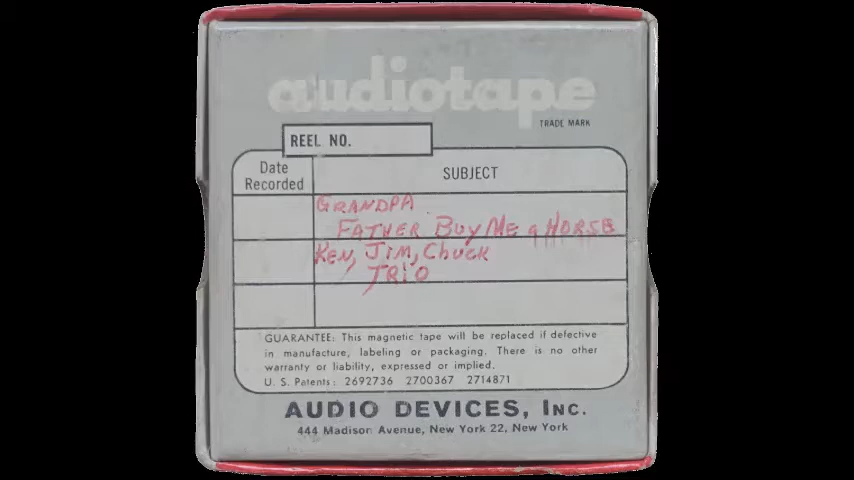 audiotape
TRADE MARK
REEL NO.
Date Recorded
SUBJECT
GRANDPA
FATHER BUY ME a HORSE
KEN, JIM, CHUCK
TRIO
GUARANTEE: This magnetic tape will be replaced if defective
in manufacture, labeling or packaging. There is no other
warranty or liability, expressed or implied.
U. S. Patents: 2692736 2700367 2714871
AUDIO DEVICES, INC.
444 Madison Avenue, New York 22, New York